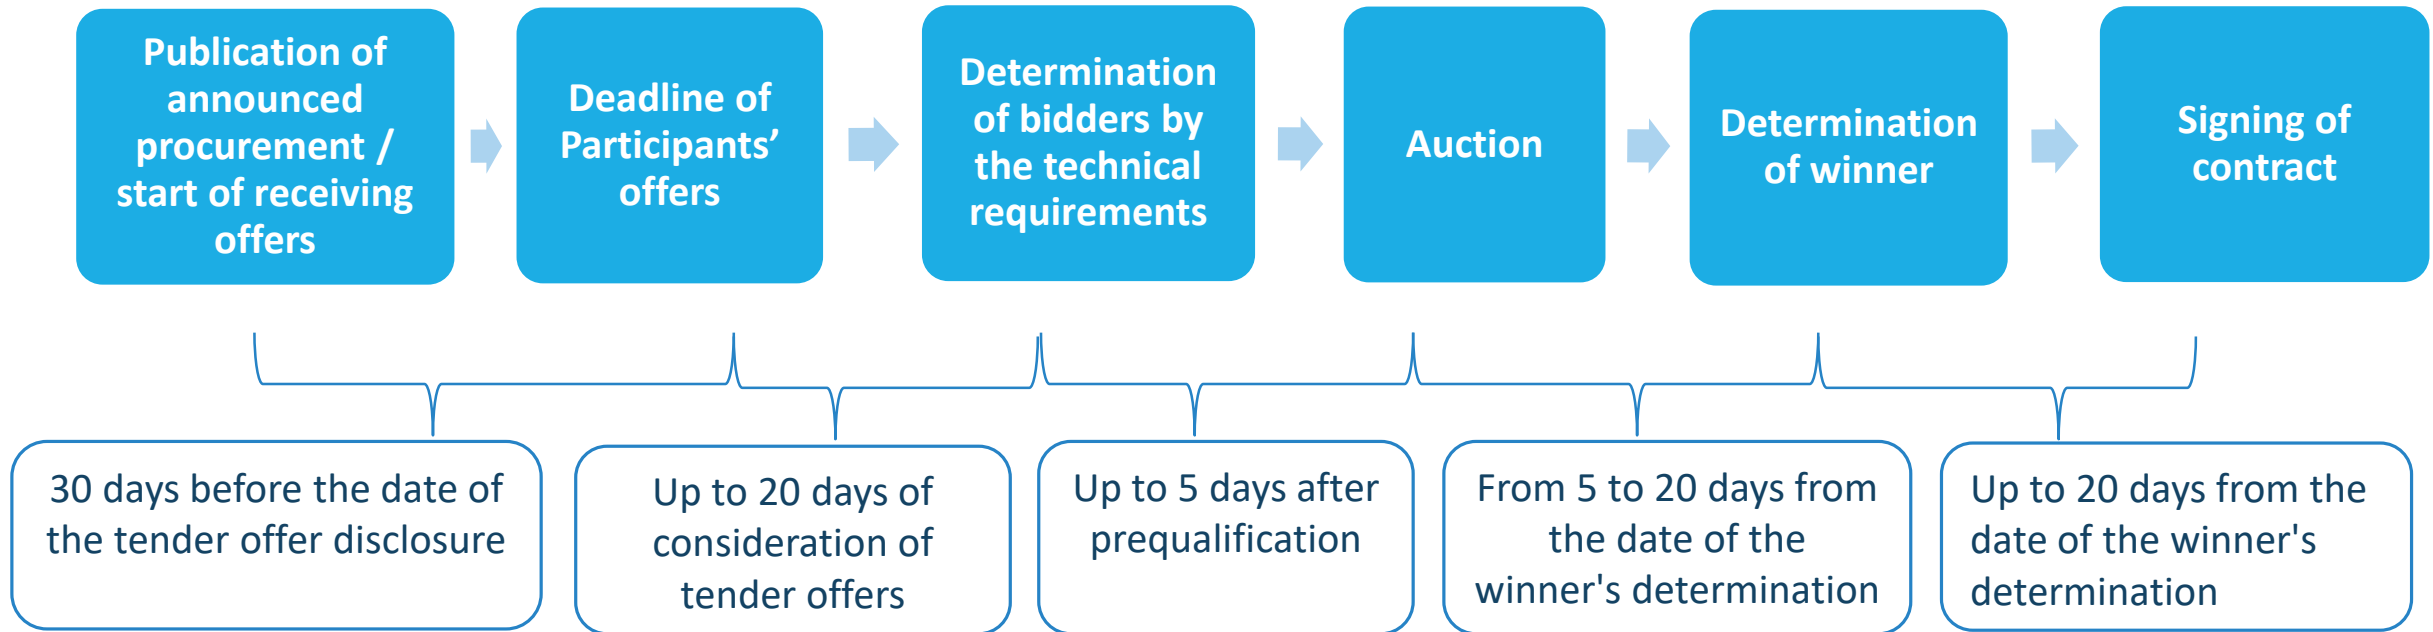 Publication of
announced
procurement /
start of receiving
offers
Deadline of
Participants’
offers
Determination
of bidders by
the technical
requirements
Auction
Determination
of winner
Signing of
contract
30 days before the date of
the tender offer disclosure
Up to 20 days of
consideration of
tender offers
Up to 5 days after
prequalification
From 5 to 20 days from
the date of the
winner's determination
Up to 20 days from the
date of the winner's
determination